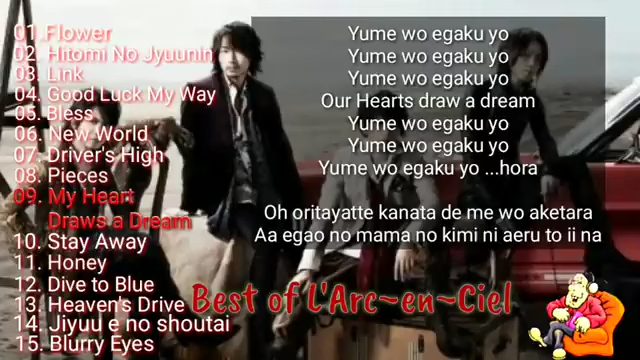 01.Flower
02. Hitomi No Jyuunin
03. Link
04. Good Luck My Way
05. Bless
06. New World
07. Driver's High
08. Pieces
09. My Heart
Draws a Dream
10. Stay Away
11. Honey
12. Dive to Blue
13. Heaven's Drive
14. Jiyuu e no shoutai
15. Blurry Eyes
Yume wo egaku yo
Yume wo egaku yo
Yume wo egaku yo
Our Hearts draw a dream
Yume wo egaku yo
Yume wo egaku yo
Yume wo egaku yo ...hora
Oh oritayatte kanata de me wo aketara
Aa egao no mama no kimi ni aeru to ii na
Best of L'Arc~en~Ciel